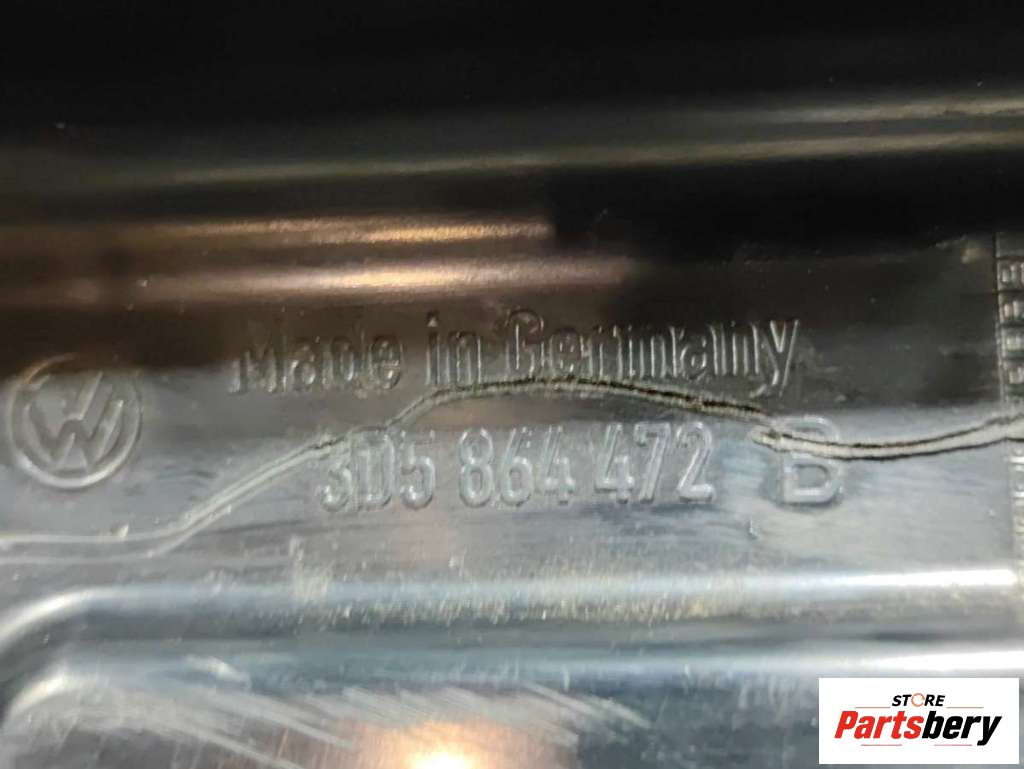 Made in Germany
3D5 864 472 B
STORE
Partsbery